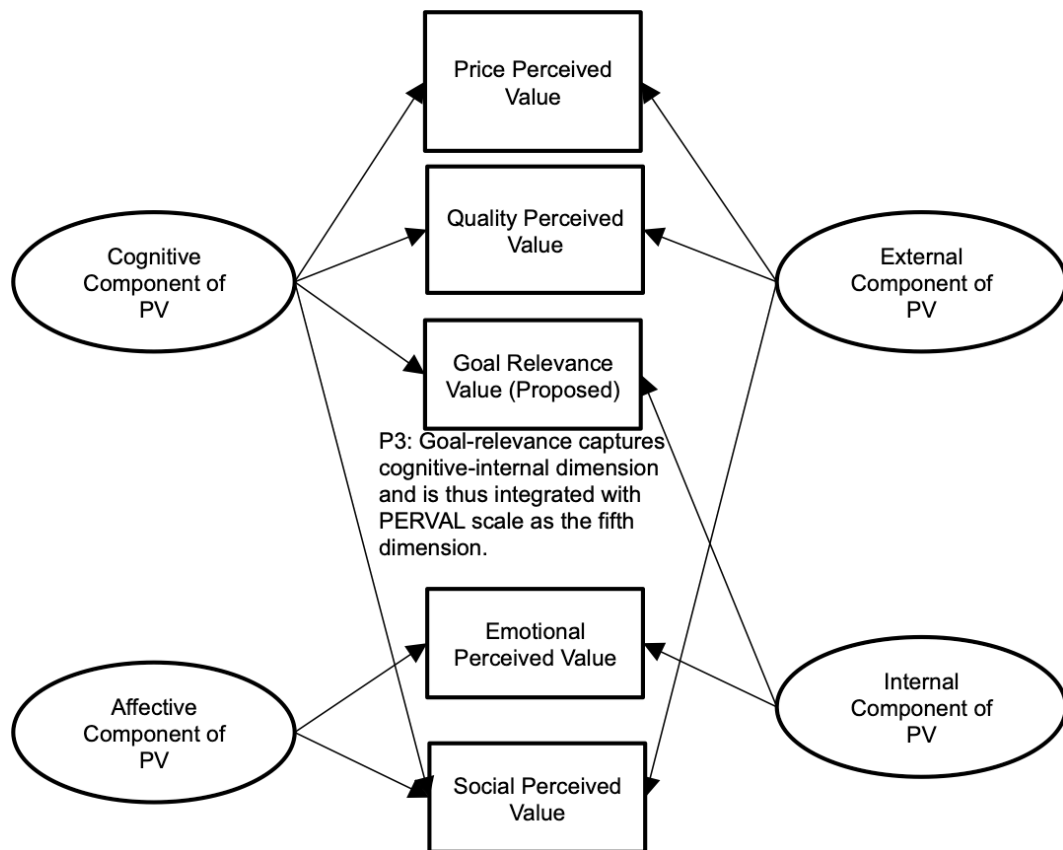 Price Perceived
Value
Quality Perceived
Value
Cognitive
Component of
PV
External
Component of
PV
Goal Relevance
Value (Proposed)
P3: Goal-relevance captures
cognitive-internal dimension
and is thus integrated with
PERVAL scale as the fifth
dimension.
Emotional
Perceived Value
Affective
Component of
PV
Internal
Component of
PV
Social Perceived
Value